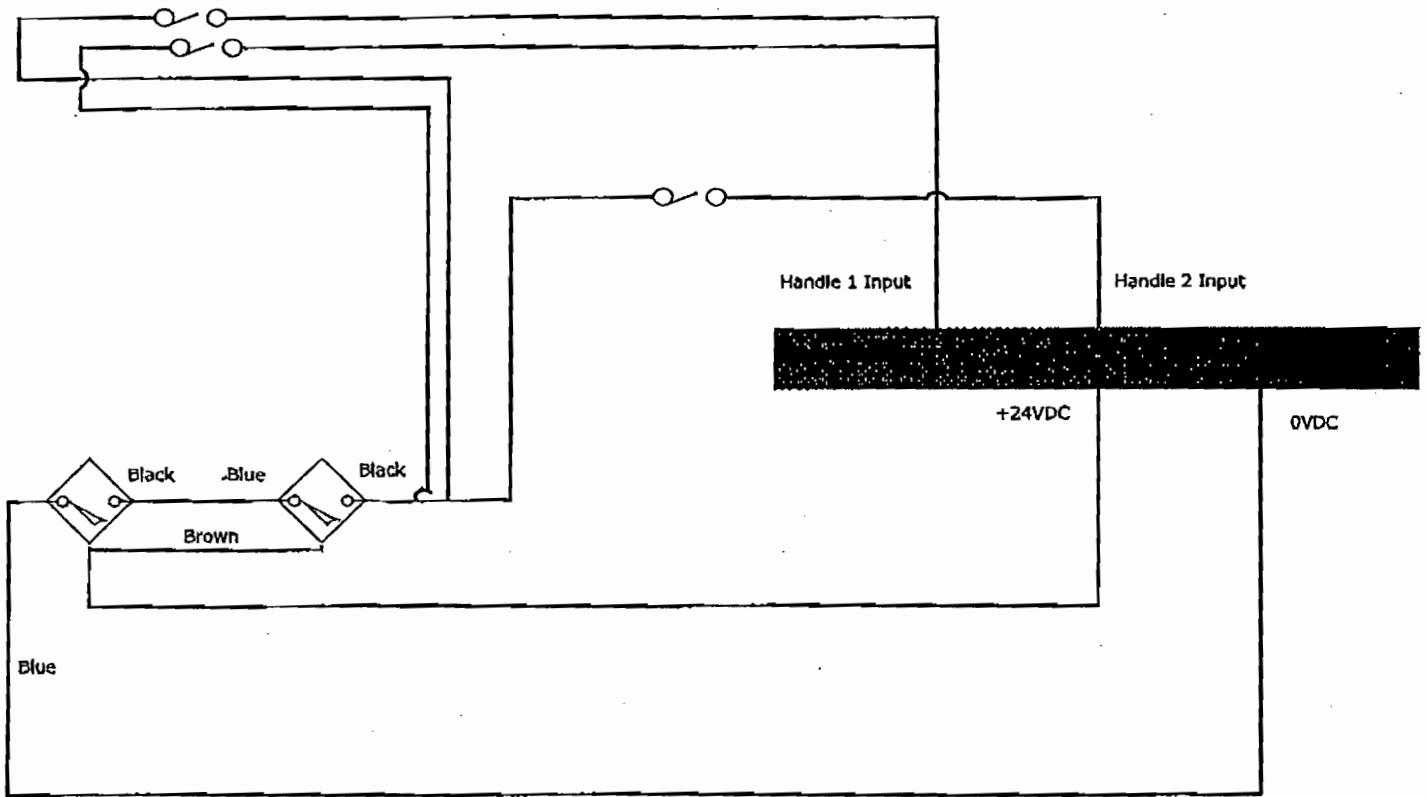 Handle 1 Input
Handle 2 Input
+24VDC
0VDC
Black
Blue
Black
Brown
Blue